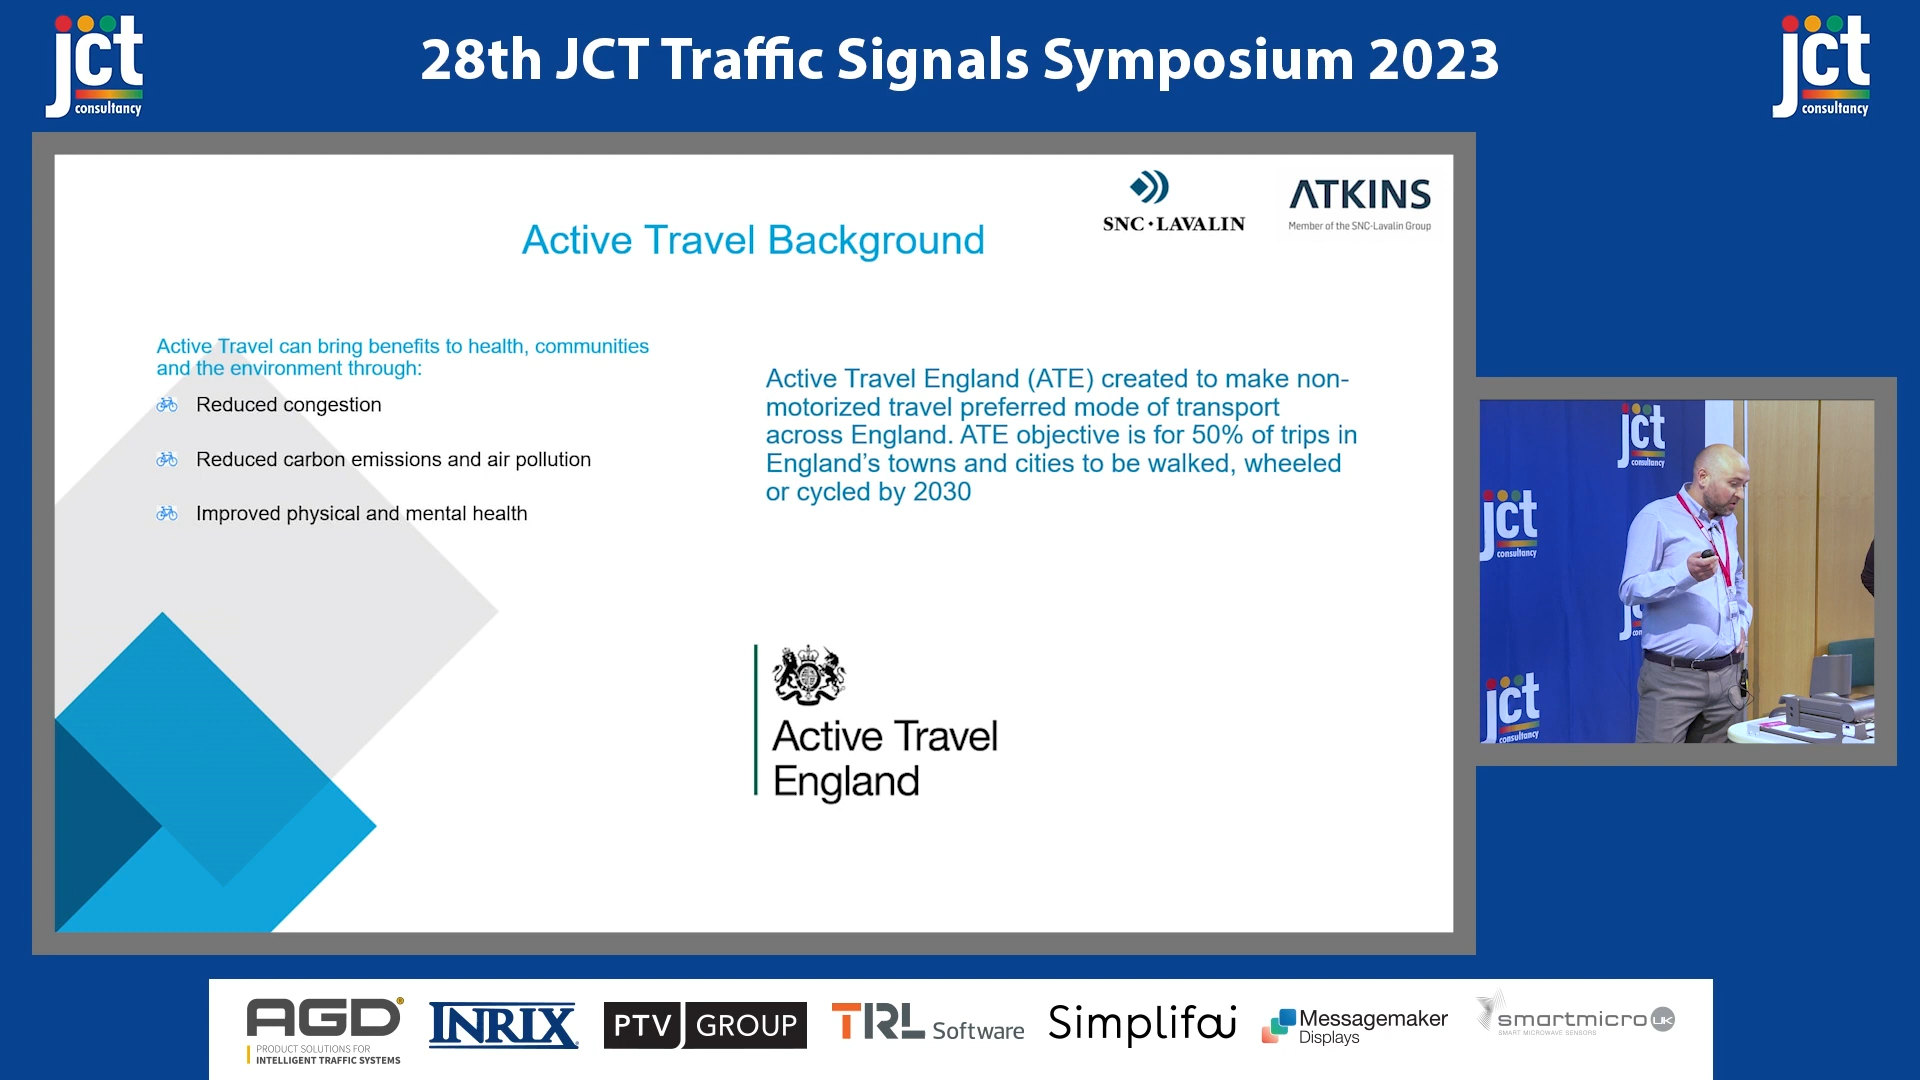 jct
consultancy
28th JCT Traffic Signals Symposium 2023
jct
consultancy
SNC·LAVALIN
ATKINS
Member of the SNC-Lavalin Group
Active Travel Background
Active Travel can bring benefits to health, communities
and the environment through:
Reduced congestion
Reduced carbon emissions and air pollution
Improved physical and mental health
Active Travel England (ATE) created to make non-
motorized travel preferred mode of transport
across England. ATE objective is for 50% of trips in
England's towns and cities to be walked, wheeled
or cycled by 2030
Active Travel
England
jct
consultancy
jct
consultancy
jct
consultancy
AGD
PRODUCT SOLUTIONS FOR
INTELLIGENT TRAFFIC SYSTEMS
INRIX
PTV GROUP
TRL Software
Simplifai
Messagemaker
Displays
smartmicro UK
SMART MICROWAVE SENSORS